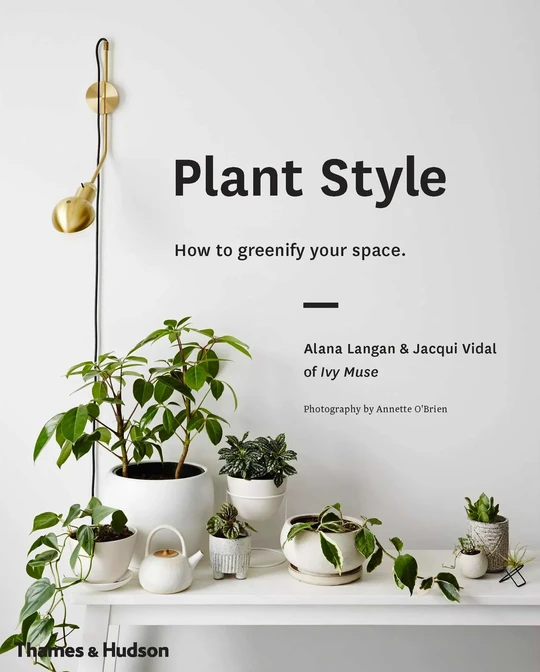 Plant Style
How to greenify your space.
Alana Langan & Jacqui Vidal
of Ivy Muse
Photography by Annette O'Brien
Thames & Hudson